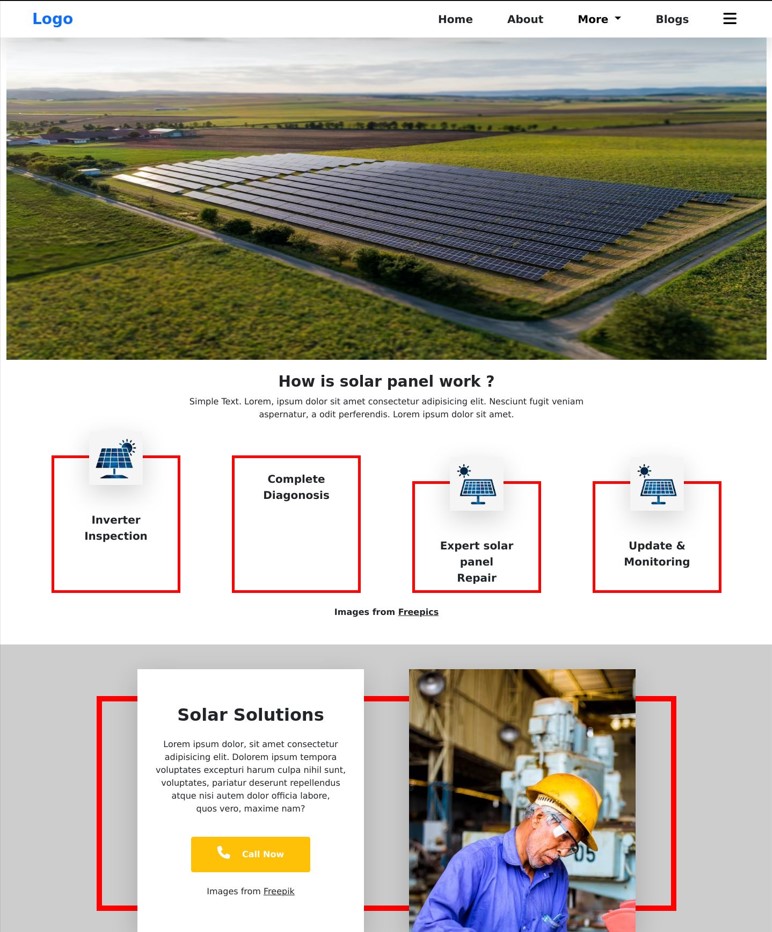 Logo
Home About More Blogs
How is solar panel work ?
Simple Text. Lorem, ipsum dolor sit amet consectetur adipisicing elit. Nesciunt fugit veniam
aspernatur, a odit perferendis. Lorem ipsum dolor sit amet.
Inverter
Inspection
Complete
Diagonosis
Expert solar
panel
Repair
Update &
Monitoring
Images from Freepics
Solar Solutions
Lorem ipsum dolor, sit amet consectetur
adipisicing elit. Dolorem ipsum tempora
voluptates excepturi harum culpa nihil sunt,
voluptates, pariatur deserunt repellendus
atque nisi autem dolor officia labore,
quos vero, maxime nam?
Call Now
Images from Freepik
05